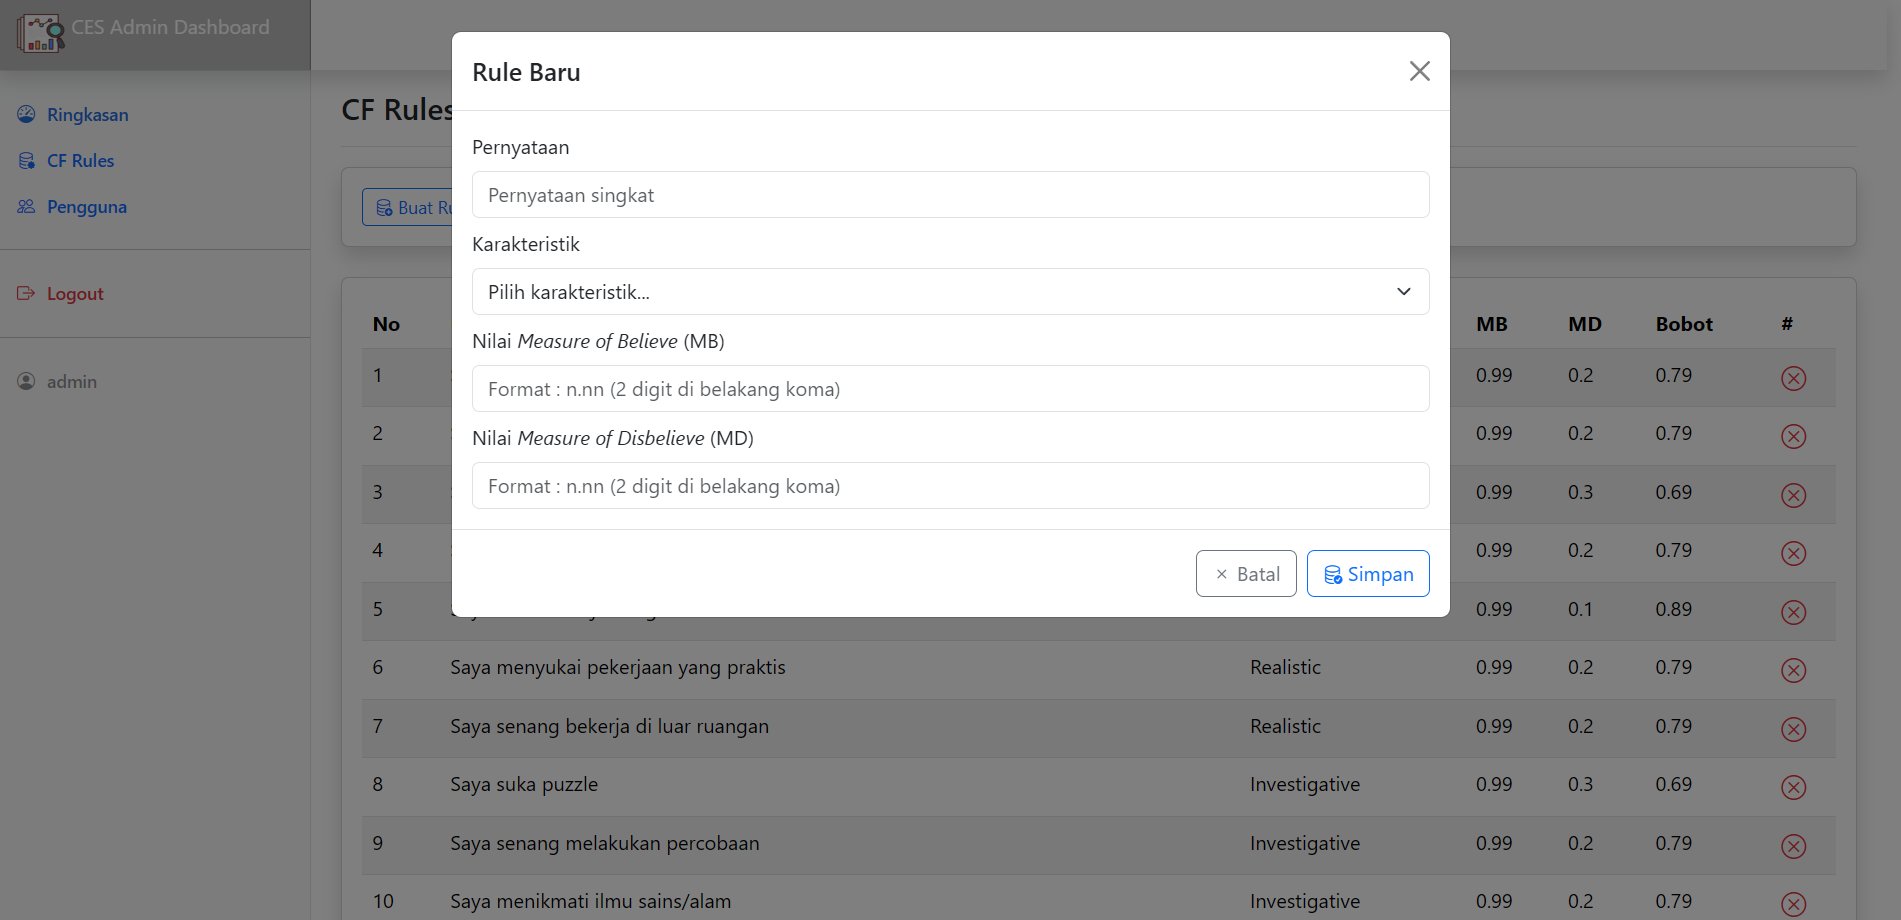 CES Admin Dashboard
Ringkasan
CF Rules
Pengguna
Logout
admin
CF Rules
Buat
Rule Baru
Pernyataan
Pernyataan singkat
Karakteristik
Pilih karakteristik...
Nilai Measure of Believe (MB)
Format : n.nn (2 digit di belakang koma)
Nilai Measure of Disbelieve (MD)
Format : n.nn (2 digit di belakang koma)
Batal
Simpan
No MB MD Bobot #
1 0.99 0.2 0.79
2 0.99 0.2 0.79
3 0.99 0.3 0.69
4 0.99 0.2 0.79
5 0.99 0.1 0.89
6 Saya menyukai pekerjaan yang praktis Realistic 0.99 0.2 0.79
7 Saya senang bekerja di luar ruangan Realistic 0.99 0.2 0.79
8 Saya suka puzzle Investigative 0.99 0.3 0.69
9 Saya senang melakukan percobaan Investigative 0.99 0.2 0.79
10 Saya menikmati ilmu sains/alam Investigative 0.99 0.2 0.79